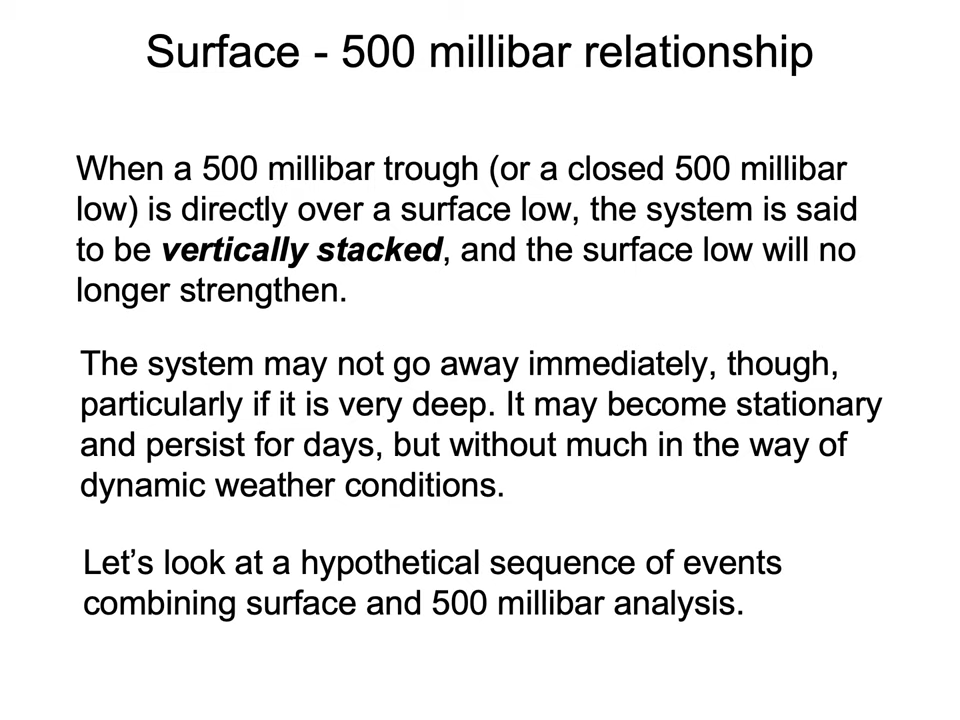 Surface - 500 millibar relationship
When a 500 millibar trough (or a closed 500 millibar
low) is directly over a surface low, the system is said
to be vertically stacked, and the surface low will no
longer strengthen.
The system may not go away immediately, though,
particularly if it is very deep. It may become stationary
and persist for days, but without much in the way of
dynamic weather conditions.
Let’s look at a hypothetical sequence of events
combining surface and 500 millibar analysis.